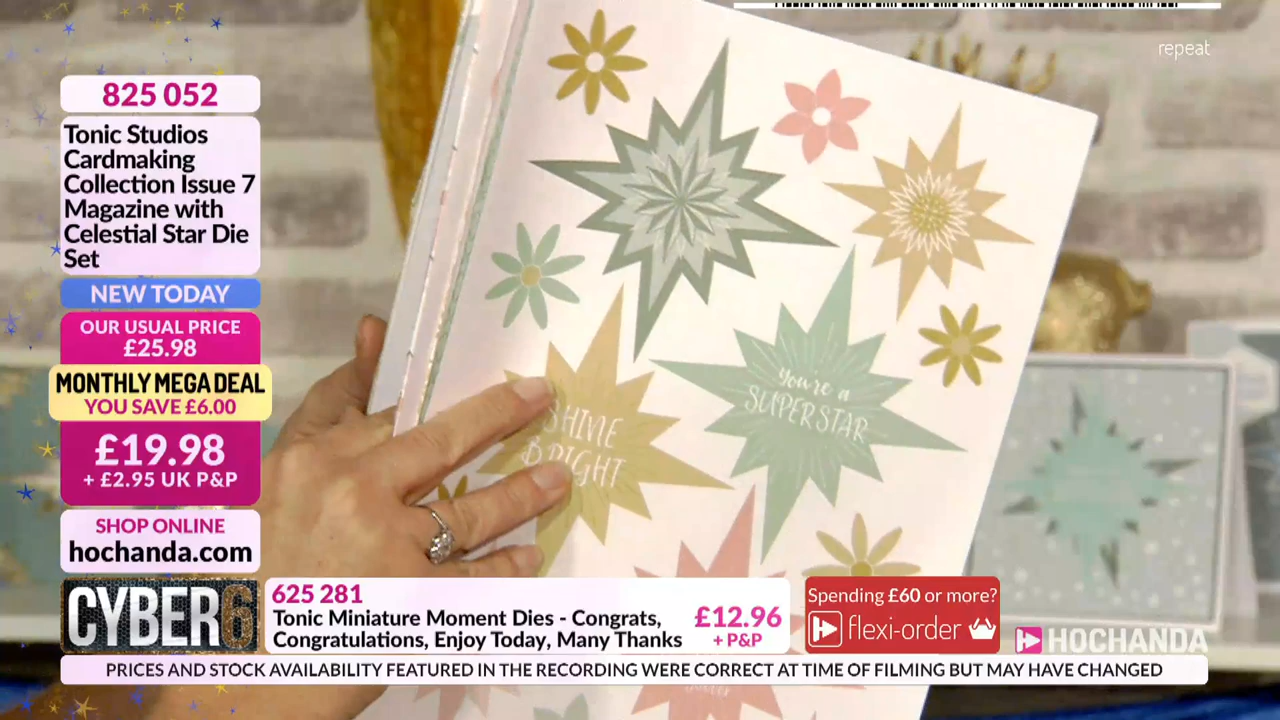 repeat
825 052
Tonic Studios
Cardmaking
Collection Issue 7
Magazine with
Celestial Star Die
Set
NEW TODAY
OUR USUAL PRICE
£25.98
MONTHLY MEGA DEAL
YOU SAVE £6.00
£19.98
+ £2.95 UK P&P
SHOP ONLINE
hochanda.com
SHINE
BRIGHT
You're a
SUPERSTAR
CYBER6
625 281
Tonic Miniature Moment Dies - Congrats,
Congratulations, Enjoy Today, Many Thanks
£12.96
+ P&P
Spending £60 or more?
flexi-order
HOCHANDA
PRICES AND STOCK AVAILABILITY FEATURED IN THE RECORDING WERE CORRECT AT TIME OF FILMING BUT MAY HAVE CHANGED